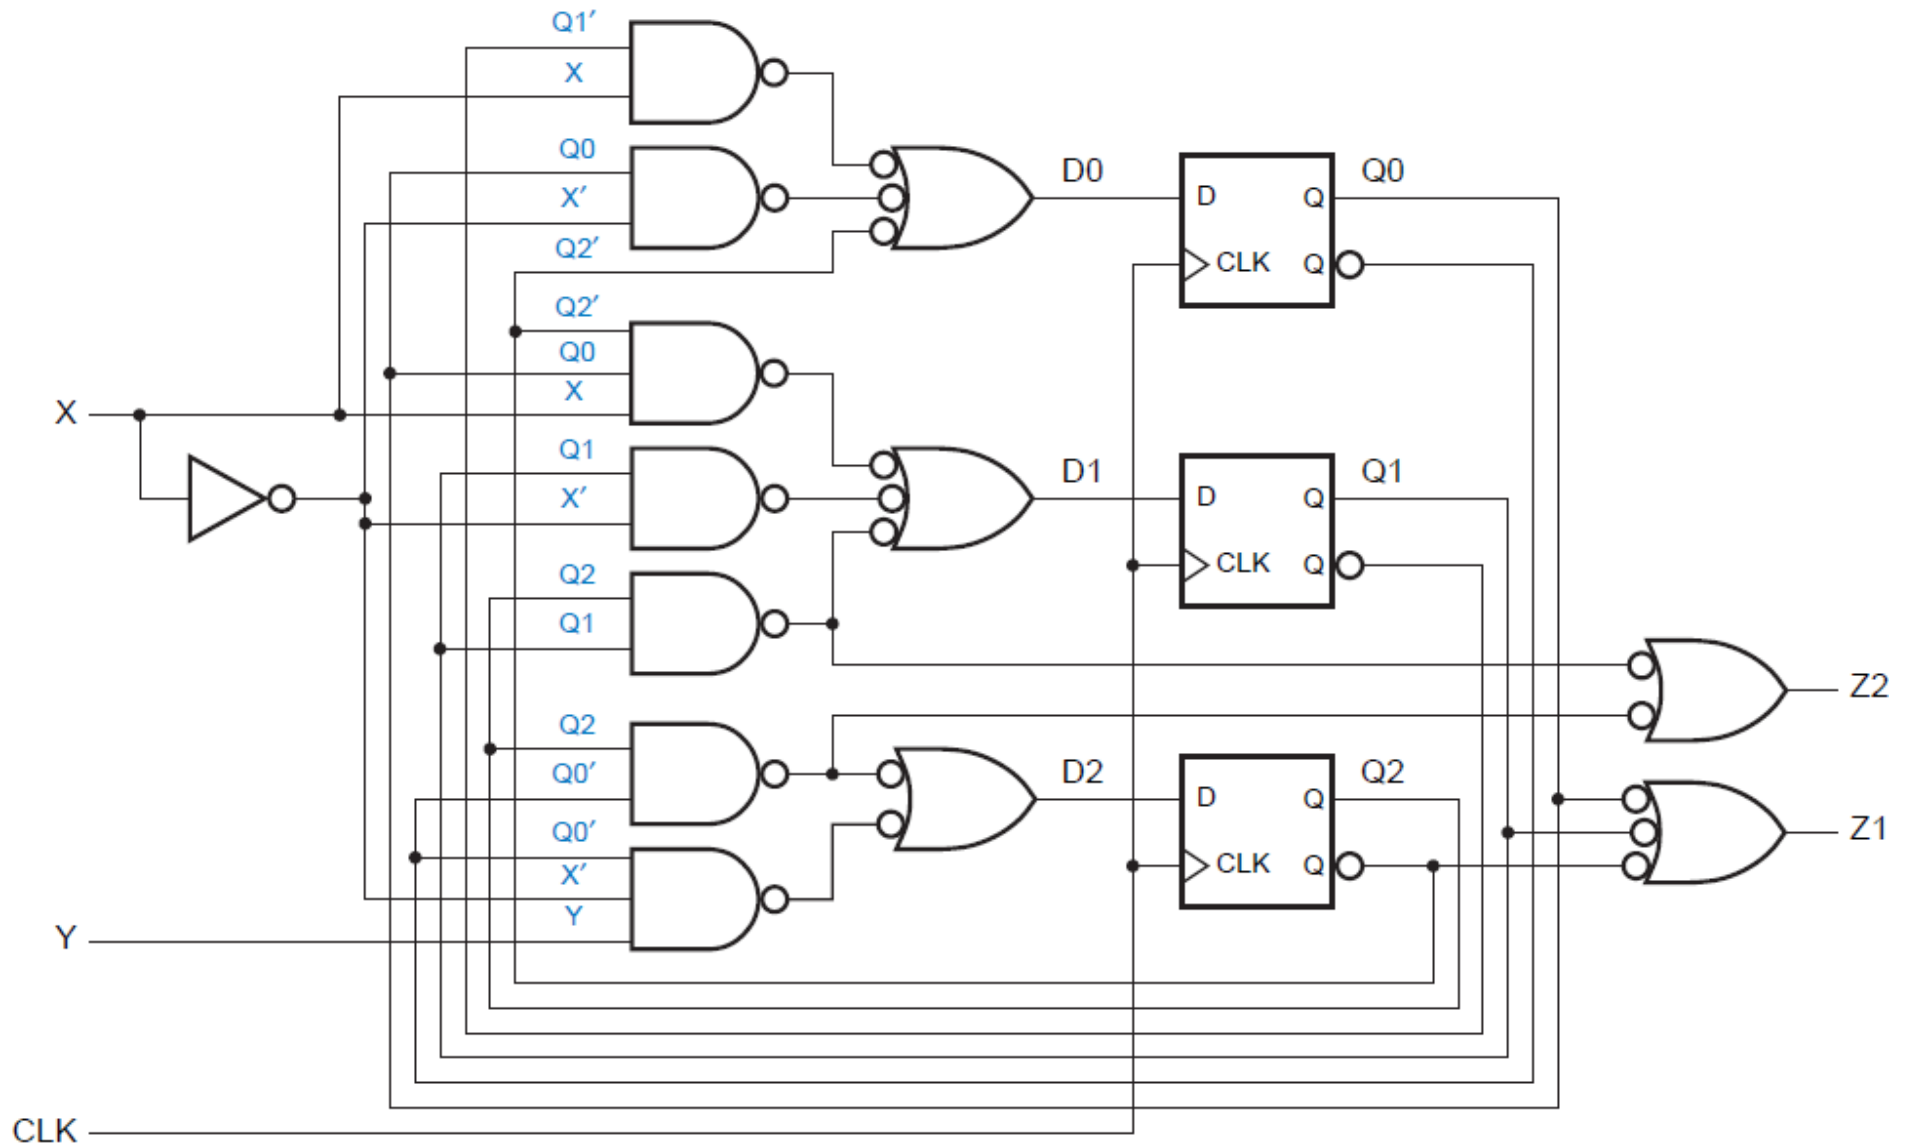 Q1′
X
Q0
X′
Q2′
D0
D
Q
Q0
CLK
Q
Q2′
Q0
X
X
Q1
X′
D1
D
Q
Q1
CLK
Q
Q2
Q1
Z2
Q2
Q0′
D2
D
Q
Q2
Z1
Q0′
X′
Y
CLK
Q
Y
CLK